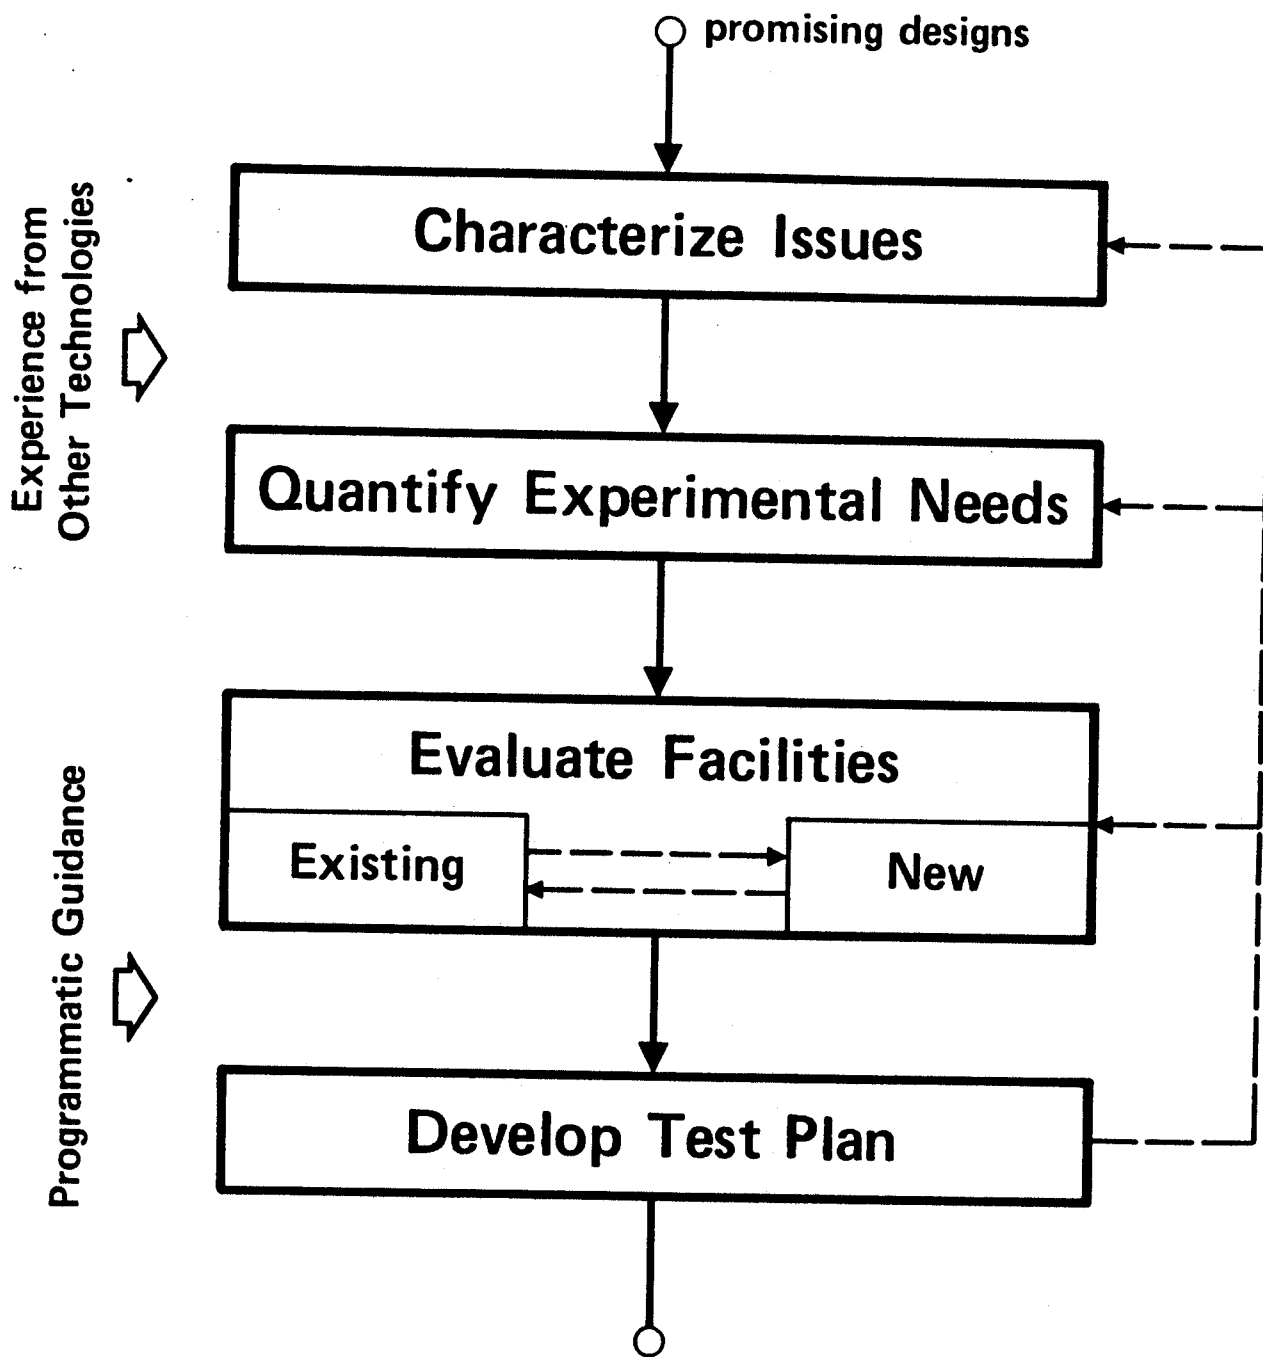 promising designs
Characterize Issues
Experience from
Other Technologies
Quantify Experimental Needs
Evaluate Facilities
Existing
New
Programmatic Guidance
Develop Test Plan